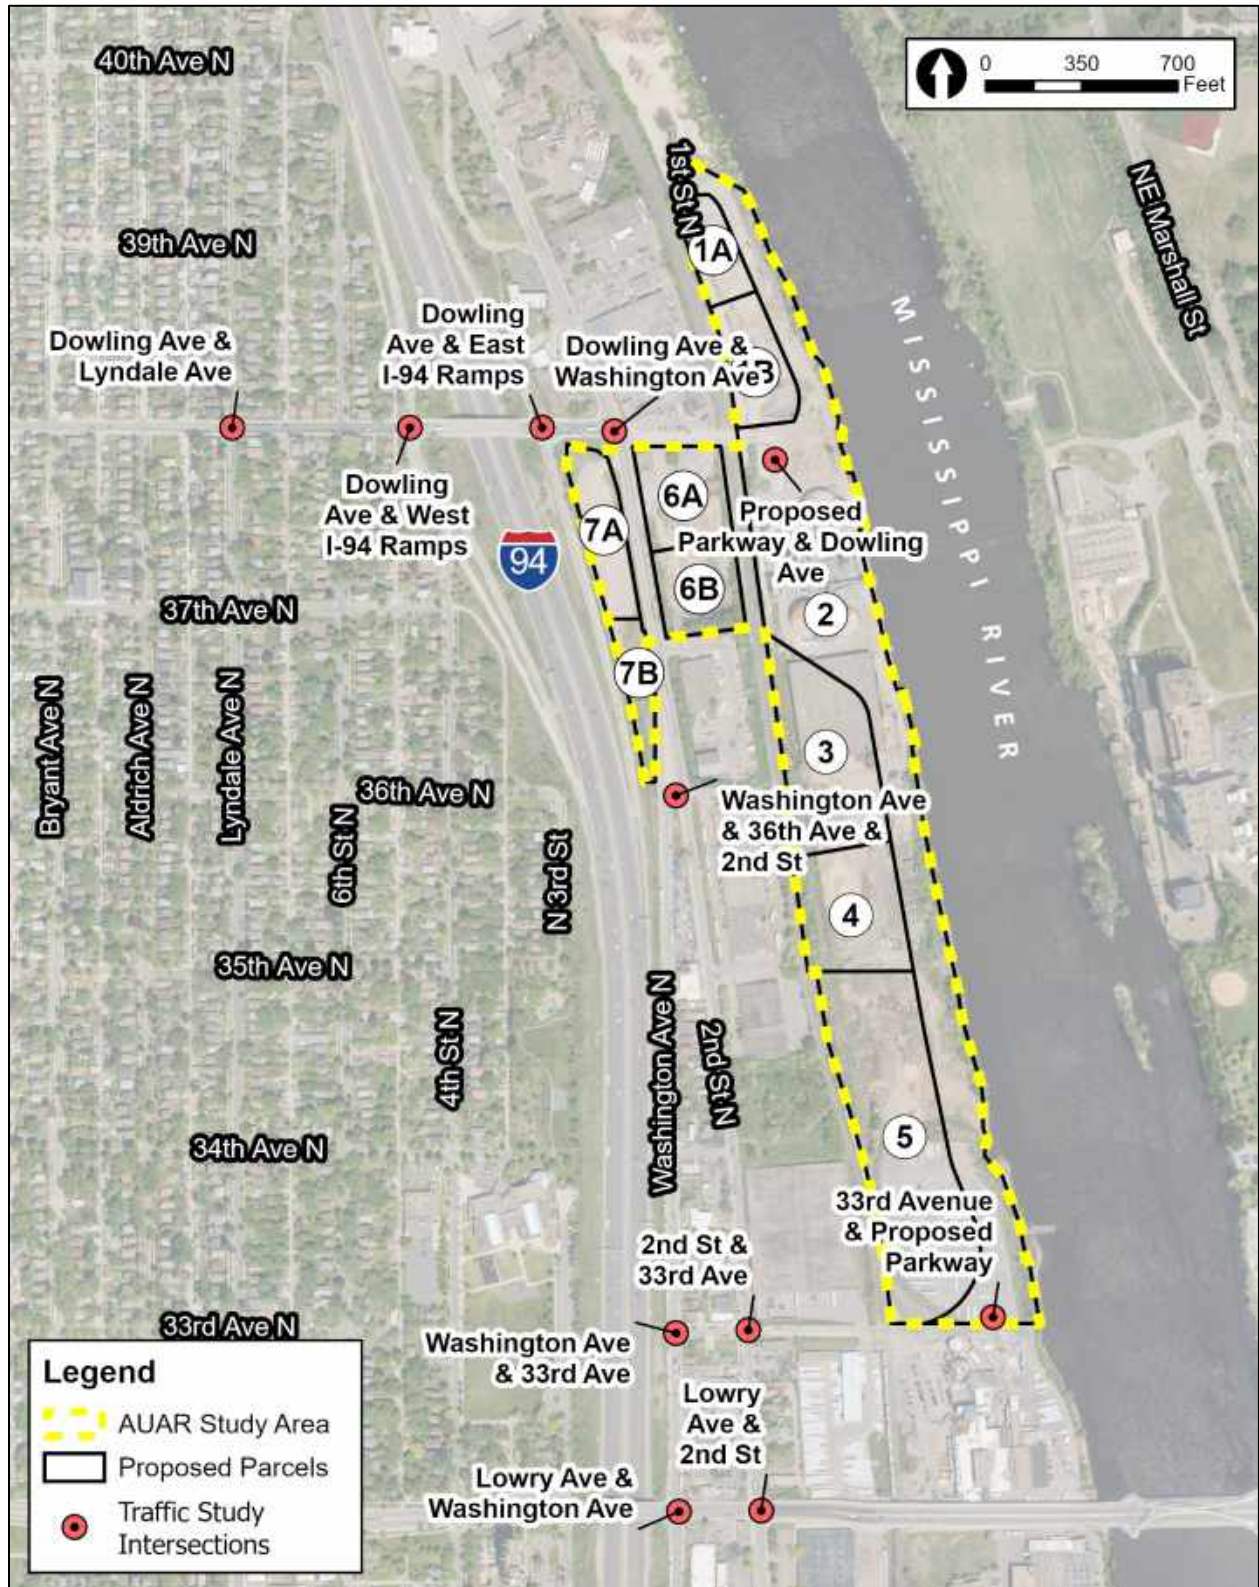 40th Ave N
0 350 700
Feet
1st St N
NE Marshall St
39th Ave N
1A
Dowling Ave &
Lyndale Ave
Dowling
Ave & East
I-94 Ramps
Dowling Ave &
Washington Ave
1B
MISSISSIPPI RIVER
Dowling
Ave & West
I-94 Ramps
94
7A
6A
6B
Proposed
Parkway & Dowling
Ave
2
37th Ave N
7B
Bryant Ave N
Aldrich Ave N
Lyndale Ave N
36th Ave N
6th St N
N 3rd St
3
Washington Ave
& 36th Ave &
2nd St
4
35th Ave N
4th St N
Washington Ave N
2nd St N
34th Ave N
5
33rd Avenue
& Proposed
Parkway
2nd St &
33rd Ave
33rd Ave N
Washington Ave
& 33rd Ave
Lowry
Ave &
2nd St
Lowry Ave &
Washington Ave
Legend
AUAR Study Area
Proposed Parcels
Traffic Study
Intersections